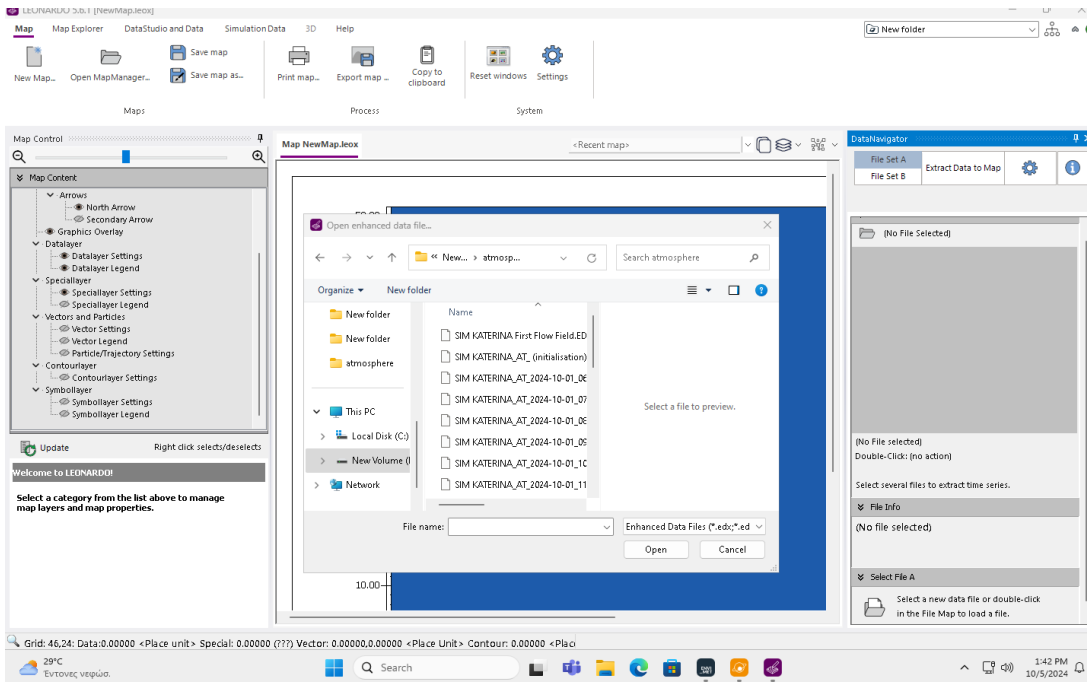 LEONARDO 5.6.1 [NewMap.leox]
Map Map Explorer DataStudio and Data Simulation Data 3D Help
New folder
New Map... Open MapManager... Save map
Save map as...
Print map... Export map ... Copy to clipboard
Reset windows Settings
Maps Process System
Map Control
Map Content
Arrows
North Arrow
Secondary Arrow
Graphics Overlay
Datalayer
Datalayer Settings
Datalayer Legend
Speciallayer
Speciallayer Settings
Speciallayer Legend
Vectors and Particles
Vector Settings
Vector Legend
Particle/Trajectory Settings
Contourlayer
Contourlayer Settings
Symbollayer
Symbollayer Settings
Symbollayer Legend
Update Right click selects/deselects
Welcome to LEONARDO!
Select a category from the list above to manage
map layers and map properties.
Map NewMap.leox <Recent map>
Open enhanced data file...
« New... › atmosp... Search atmosphere
Organize New folder
New folder
New folder
atmosphere
This PC
Local Disk (C:)
New Volume (
Network
Name
SIM KATERINA First Flow Field.ED
SIM KATERINA_AT_ (initialisation)
SIM KATERINA_AT_2024-10-01_06
SIM KATERINA_AT_2024-10-01_07
SIM KATERINA_AT_2024-10-01_08
SIM KATERINA_AT_2024-10-01_09
SIM KATERINA_AT_2024-10-01_10
SIM KATERINA_AT_2024-10-01_11
Select a file to preview.
File name: Enhanced Data Files (*.edx;*.ed
Open Cancel
10.00
DataNavigator
File Set A
File Set B
Extract Data to Map
(No File Selected)
(No File selected)
Double-Click: (no action)
Select several files to extract time series.
File Info
(No file selected)
Select File A
Select a new data file or double-click
in the File Map to load a file.
Grid: 46,24: Data:0.00000 <Place unit> Special: 0.00000 (???) Vector: 0.00000,0.00000 <Place Unit> Contour: 0.00000 <Plac
29°C
Έντονες νεφώσ.
Search
1:42 PM
10/5/2024